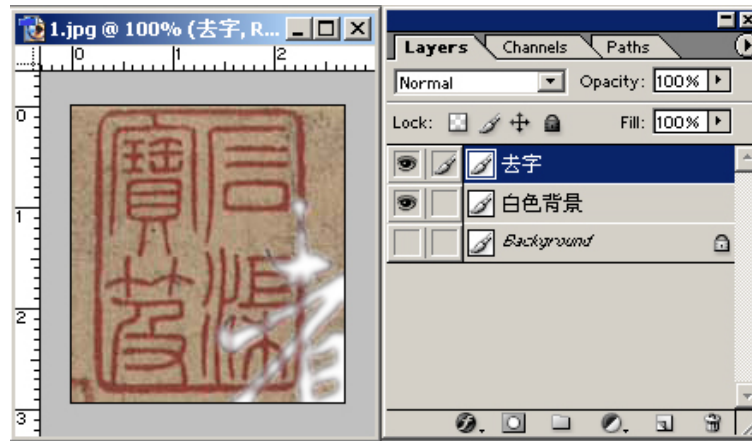 1.jpg @ 100% (去字, R...
0 1 2
0
1
2
3
Layers Channels Paths
Normal Opacity: 100%
Lock: Fill: 100%
去字
白色背景
Background